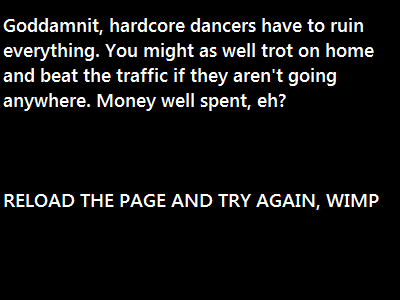 Goddamnit, hardcore dancers have to ruin
everything. You might as well trot on home
and beat the traffic if they aren't going
anywhere. Money well spent, eh?
RELOAD THE PAGE AND TRY AGAIN, WIMP